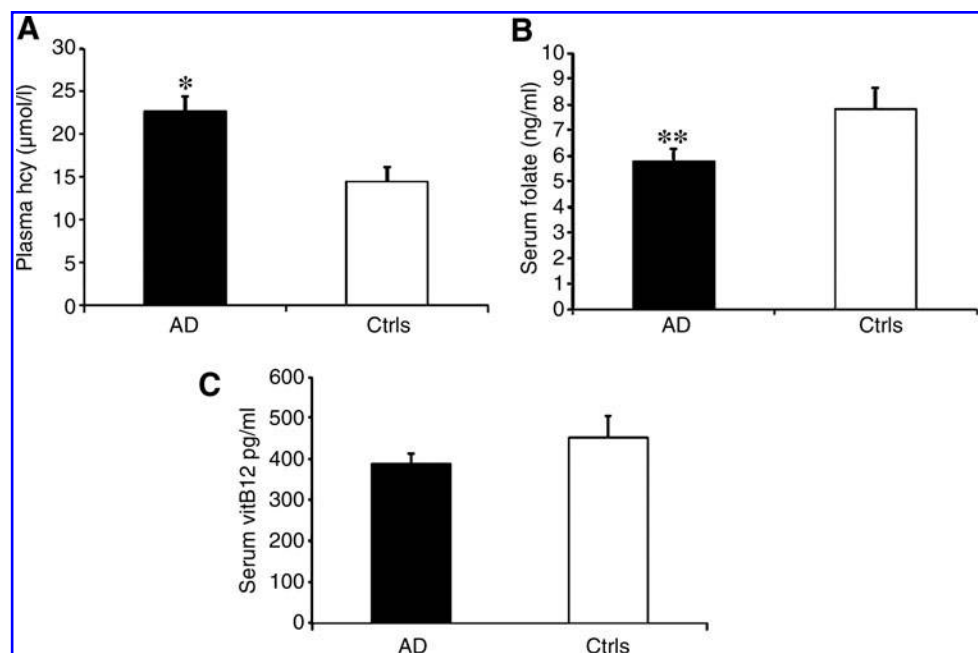 A
Plasma hcy (µmol/l)
30
25
20
15
10
5
0
*
AD
Ctrls
B
Serum folate (ng/ml)
10
9
8
7
6
5
4
3
2
1
0
**
AD
Ctrls
C
Serum vitB12 pg/ml
600
500
400
300
200
100
0
AD
Ctrls